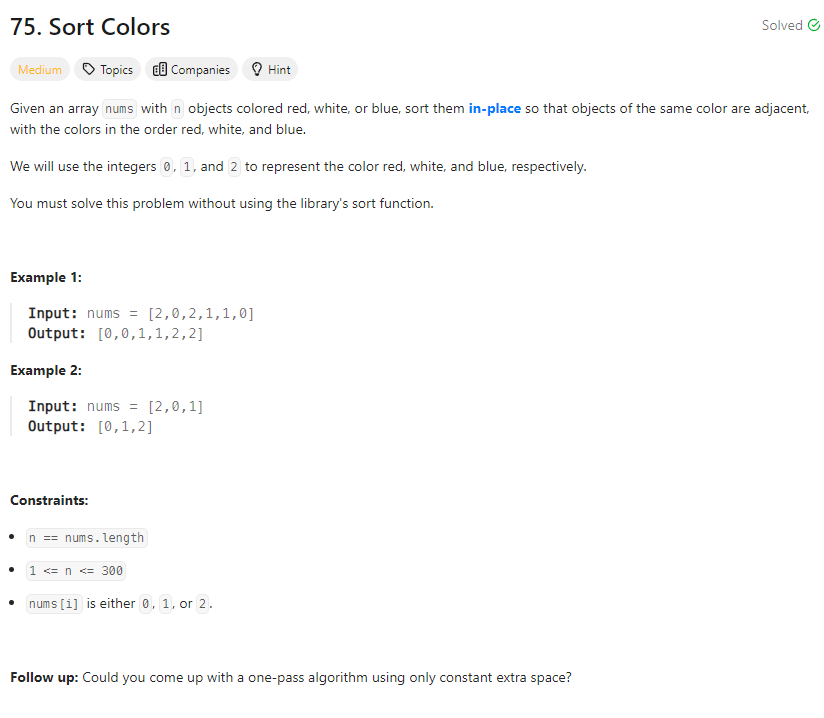 75. Sort Colors
Solved
Medium
Topics
Companies
Hint
Given an array nums with n objects colored red, white, or blue, sort them in-place so that objects of the same color are adjacent,
with the colors in the order red, white, and blue.
We will use the integers 0, 1, and 2 to represent the color red, white, and blue, respectively.
You must solve this problem without using the library's sort function.
Example 1:
Input: nums = [2,0,2,1,1,0]
Output: [0,0,1,1,2,2]
Example 2:
Input: nums = [2,0,1]
Output: [0,1,2]
Constraints:
• n == nums.length
• 1 <= n <= 300
• nums[i] is either 0, 1, or 2.
Follow up: Could you come up with a one-pass algorithm using only constant extra space?